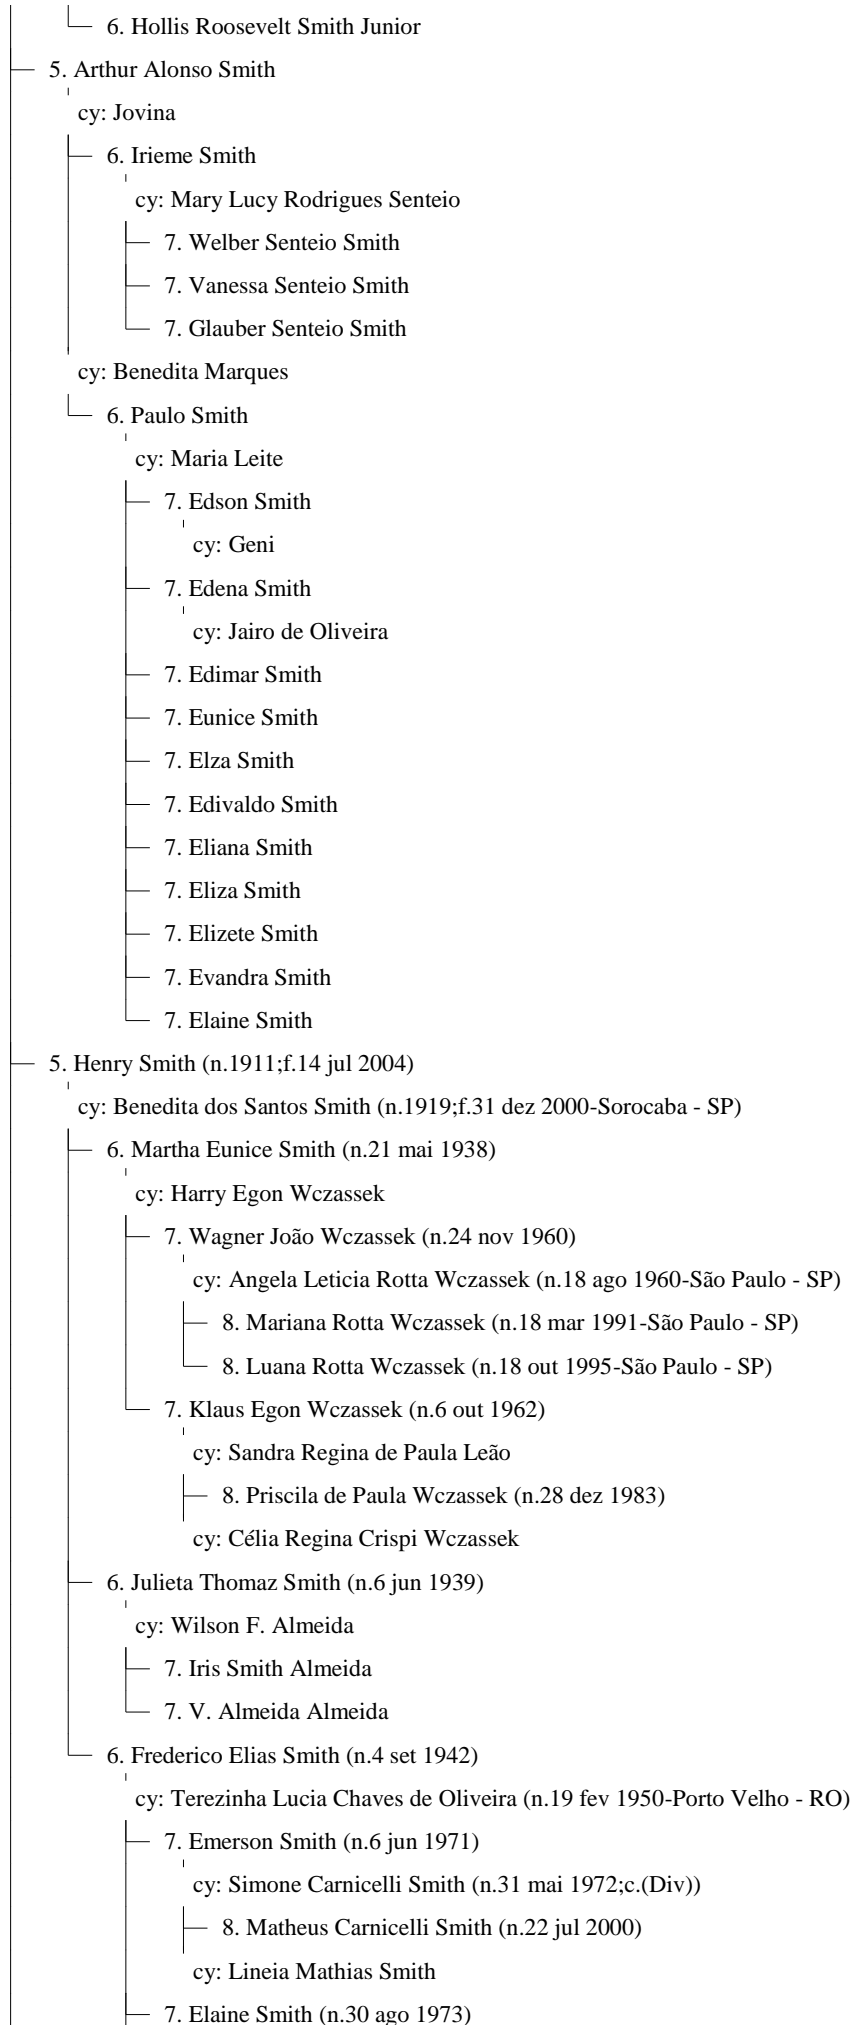 6. Hollis Roosevelt Smith Junior
5. Arthur Alonso Smith
cy: Jovina
6. Irieme Smith
cy: Mary Lucy Rodrigues Senteio
7. Welber Senteio Smith
7. Vanessa Senteio Smith
7. Glauber Senteio Smith
cy: Benedita Marques
6. Paulo Smith
cy: Maria Leite
7. Edson Smith
cy: Geni
7. Edena Smith
cy: Jairo de Oliveira
7. Edimar Smith
7. Eunice Smith
7. Elza Smith
7. Edivaldo Smith
7. Eliana Smith
7. Eliza Smith
7. Elizete Smith
7. Evandra Smith
7. Elaine Smith
5. Henry Smith (n.1911;f.14 jul 2004)
cy: Benedita dos Santos Smith (n.1919;f.31 dez 2000-Sorocaba - SP)
6. Martha Eunice Smith (n.21 mai 1938)
cy: Harry Egon Wczassek
7. Wagner João Wczassek (n.24 nov 1960)
cy: Angela Leticia Rotta Wczassek (n.18 ago 1960-São Paulo - SP)
8. Mariana Rotta Wczassek (n.18 mar 1991-São Paulo - SP)
8. Luana Rotta Wczassek (n.18 out 1995-São Paulo - SP)
7. Klaus Egon Wczassek (n.6 out 1962)
cy: Sandra Regina de Paula Leão
8. Priscila de Paula Wczassek (n.28 dez 1983)
cy: Célia Regina Crispi Wczassek
6. Julieta Thomaz Smith (n.6 jun 1939)
cy: Wilson F. Almeida
7. Iris Smith Almeida
7. V. Almeida Almeida
6. Frederico Elias Smith (n.4 set 1942)
cy: Terezinha Lucia Chaves de Oliveira (n.19 fev 1950-Porto Velho - RO)
7. Emerson Smith (n.6 jun 1971)
cy: Simone Carnicelli Smith (n.31 mai 1972;c.(Div))
8. Matheus Carnicelli Smith (n.22 jul 2000)
cy: Lineia Mathias Smith
7. Elaine Smith (n.30 ago 1973)